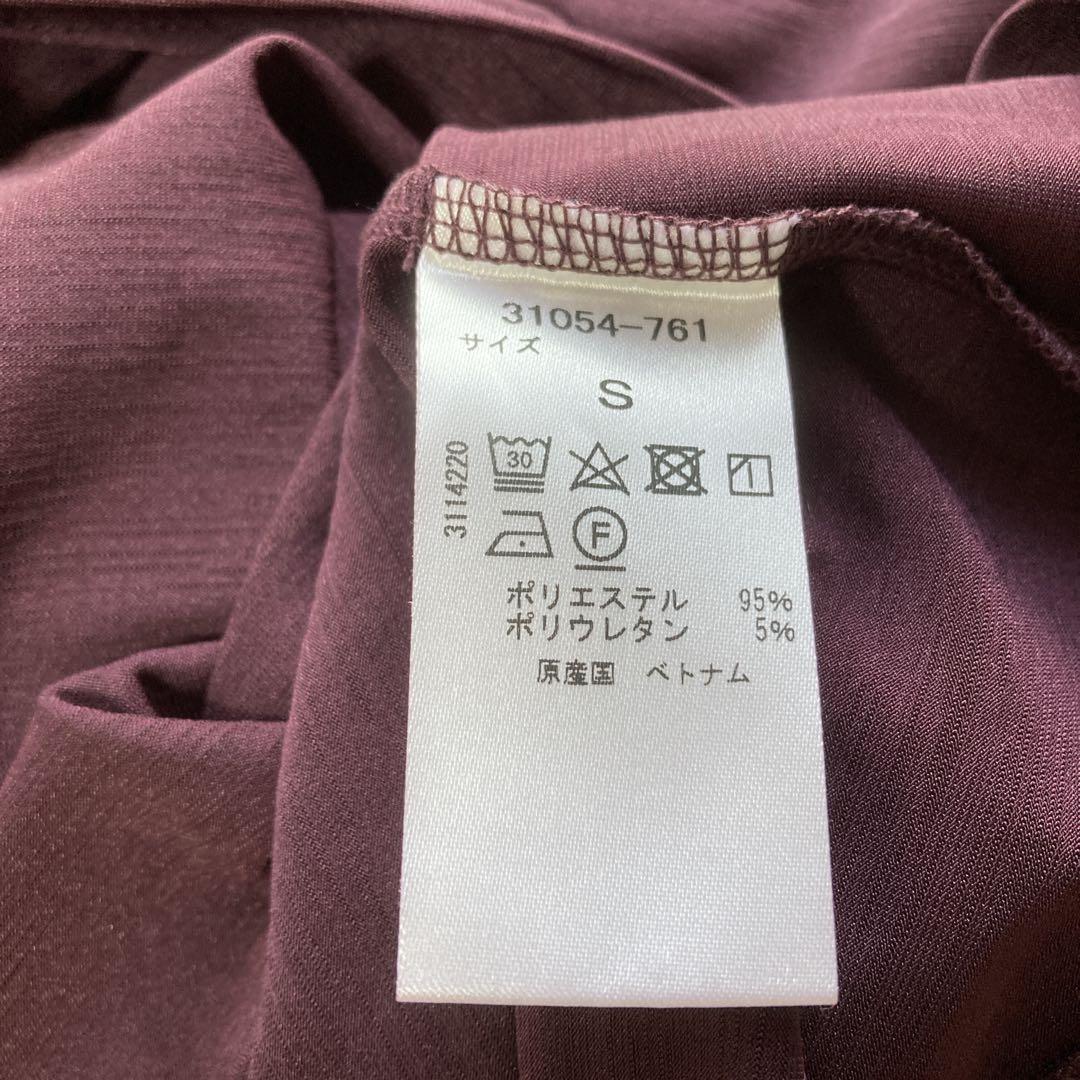 31054-761
サイズ
S
3114220
30
F
ポリエステル 95%
ポリウレタン 5%
原産国 ベトナム